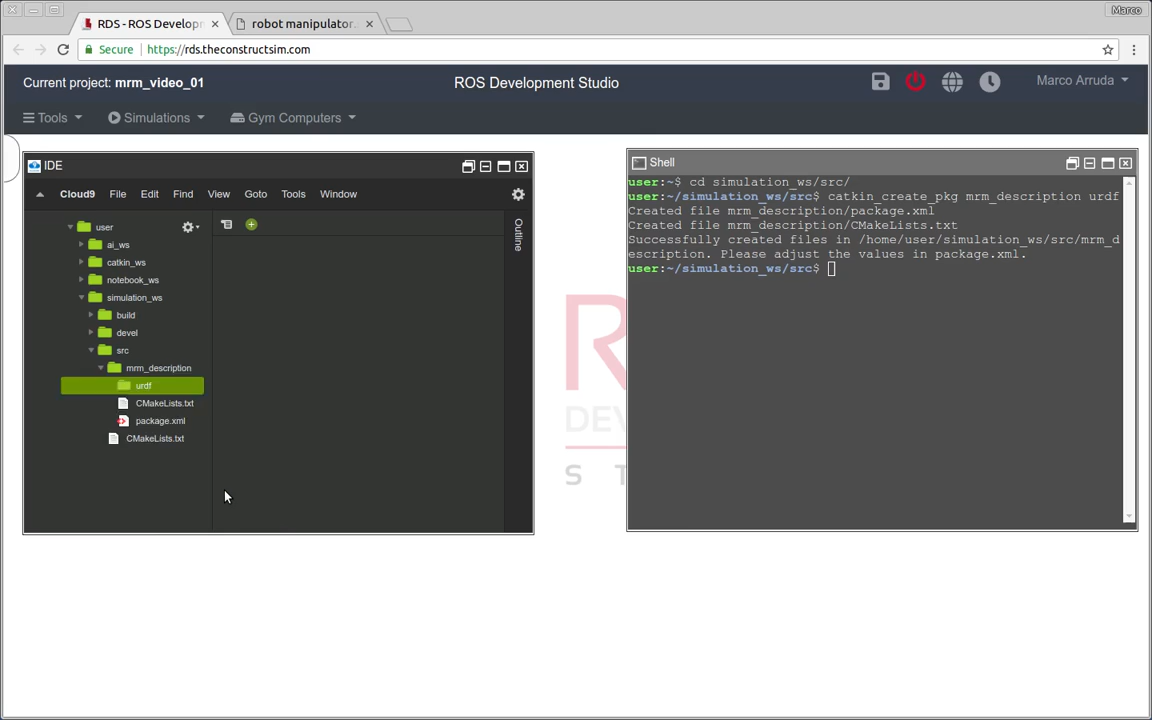 Marco
RDS - ROS Develop
robot manipulator
Secure https://rds.theconstructsim.com
Current project: mrm_video_01
ROS Development Studio
Marco Arruda
Tools
Simulations
Gym Computers
IDE
Cloud9 File Edit Find View Goto Tools Window
user
ai_ws
catkin_ws
notebook_ws
simulation_ws
build
devel
src
mrm_description
urdf
CMakeLists.txt
package.xml
CMakeLists.txt
Outline
R
DEV
S T
Shell
user:~$ cd simulation_ws/src/
user:~/simulation_ws/src$ catkin_create_pkg mrm_description urdf
Created file mrm_description/package.xml
Created file mrm_description/CMakeLists.txt
Successfully created files in /home/user/simulation_ws/src/mrm_d
escription. Please adjust the values in package.xml.
user:~/simulation_ws/src$